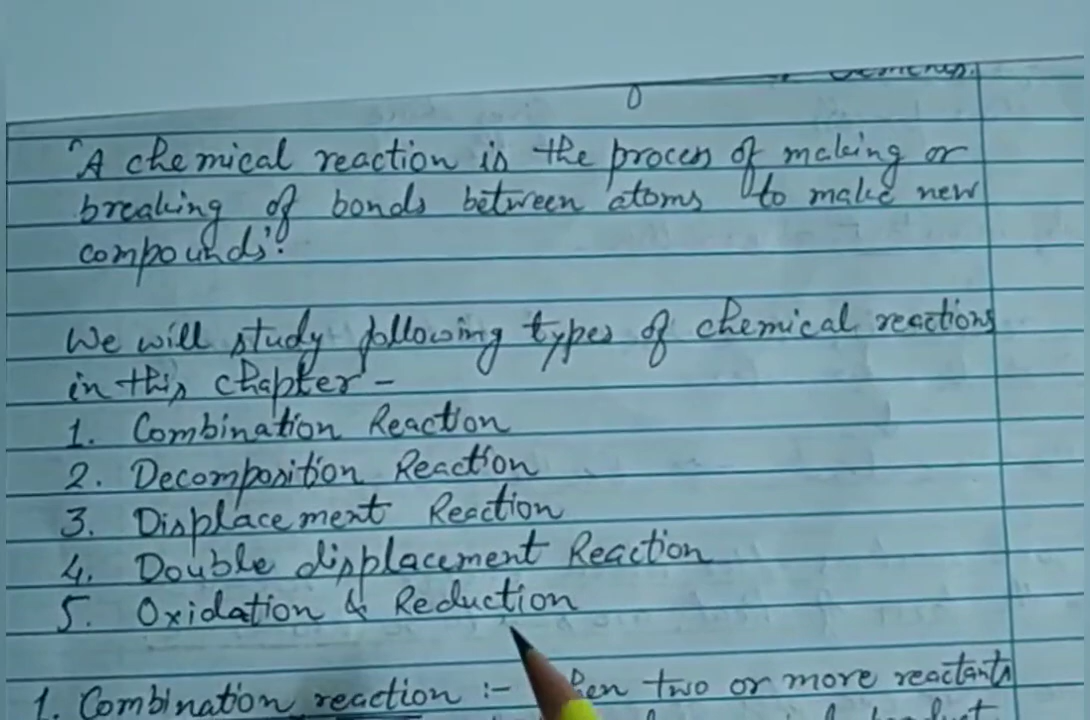 "A chemical reaction is the process of making or
breaking of bonds between atoms to make new
compounds".
We will study following types of chemical reactions
in this chapter -
1. Combination Reaction
2. Decomposition Reaction
3. Displacement Reaction
4. Double displacement Reaction
5. Oxidation & Reduction
1. Combination reaction :- two or more reactants